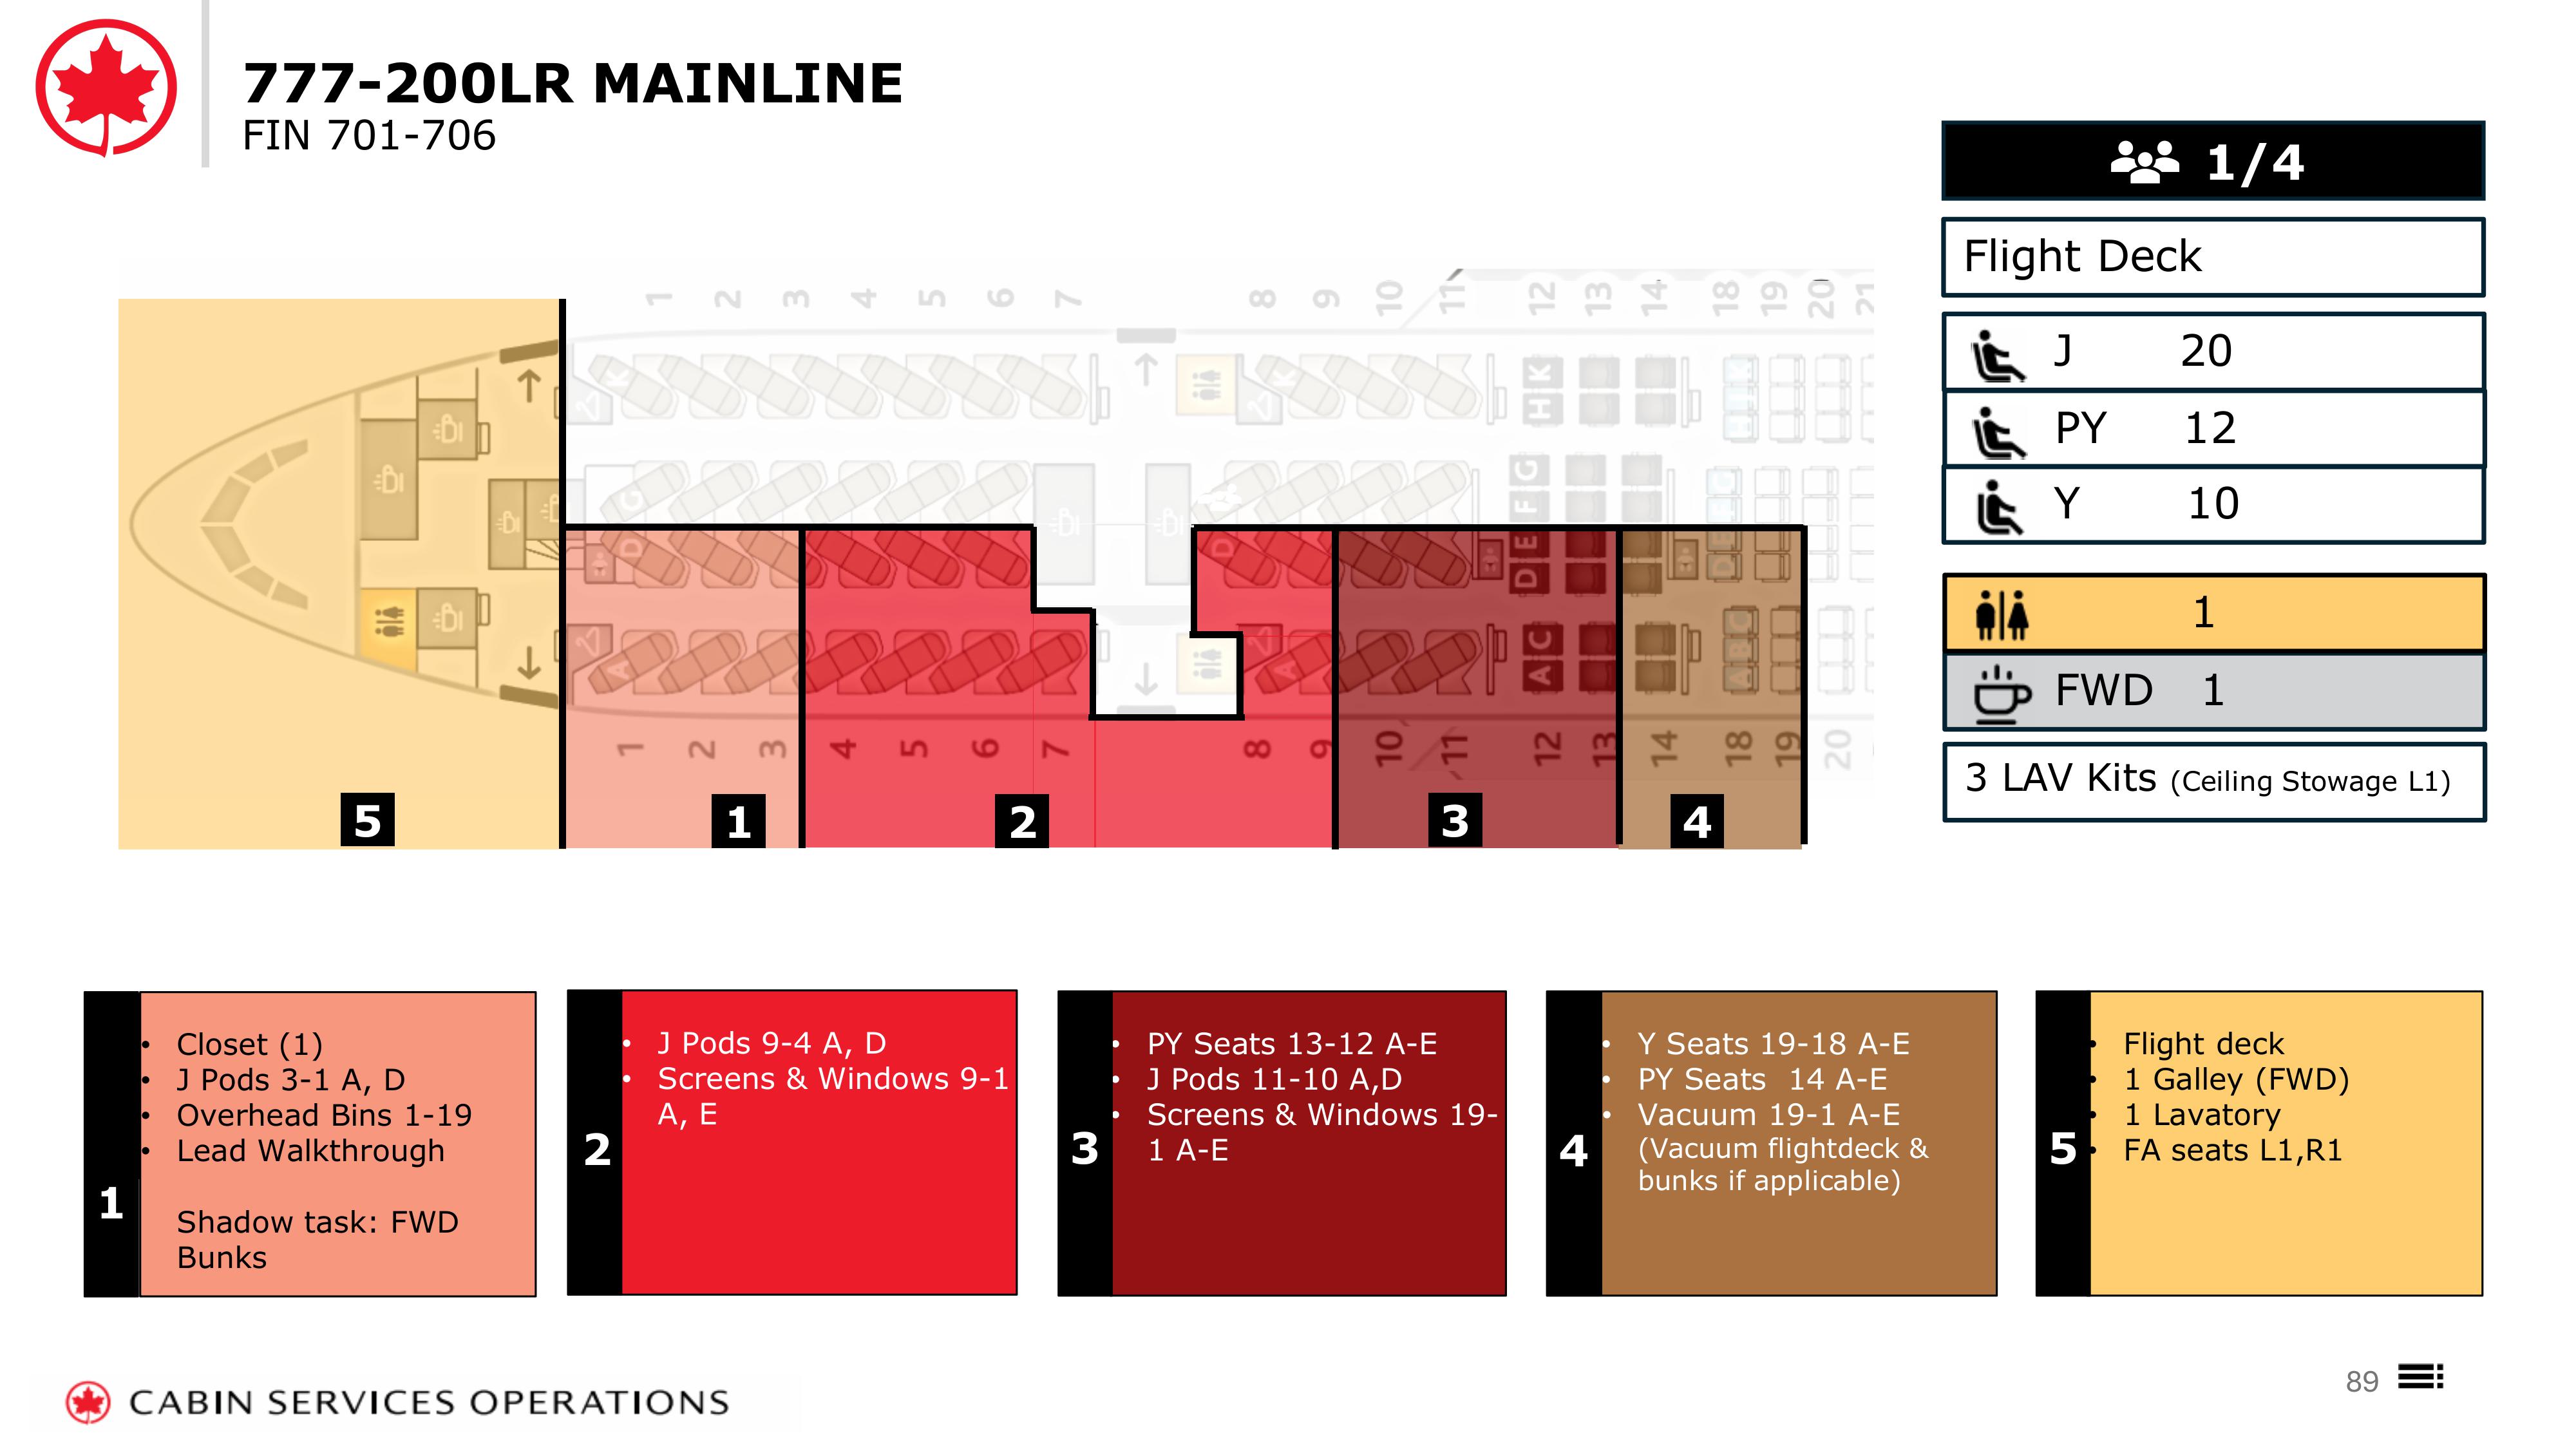 777-200LR MAINLINE
FIN 701-706
1/4
Flight Deck
J 20
PY 12
Y 10
1
FWD 1
3 LAV Kits (Ceiling Stowage L1)
1 2 3 4 5 6 7 8 9 10 11 12 13 14 18 19 20 21
K K H K
G G F G
D D D E D E
A A A C A B C
1 2 3 4 5 6 7 8 9 10 11 12 13 14 18 19 20
5 1 2 3 4
1
• Closet (1)
• J Pods 3-1 A, D
• Overhead Bins 1-19
• Lead Walkthrough
Shadow task: FWD
Bunks
2
• J Pods 9-4 A, D
• Screens & Windows 9-1
A, E
3
• PY Seats 13-12 A-E
• J Pods 11-10 A,D
• Screens & Windows 19-
1 A-E
4
• Y Seats 19-18 A-E
• PY Seats  14 A-E
• Vacuum 19-1 A-E
(Vacuum flightdeck &
bunks if applicable)
5
• Flight deck
• 1 Galley (FWD)
• 1 Lavatory
• FA seats L1,R1
CABIN SERVICES OPERATIONS
89